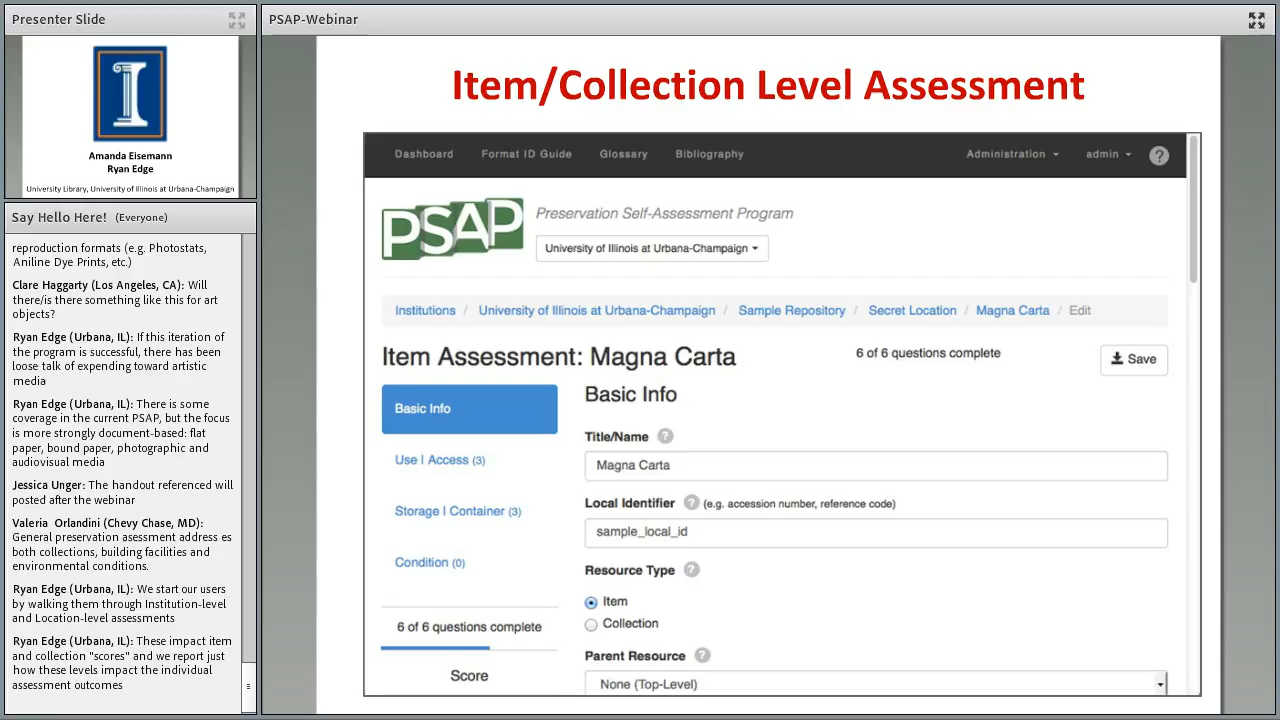 Presenter Slide
Amanda Eisemann
Ryan Edge
University Library, University of Illinois at Urbana-Champaign
Say Hello Here! (Everyone)
reproduction formats (e.g. Photostats,
Aniline Dye Prints, etc.)
Clare Haggarty (Los Angeles, CA): Will
there/is there something like this for art
objects?
Ryan Edge (Urbana, IL): If this iteration of
the program is successful, there has been
loose talk of expending toward artistic
media
Ryan Edge (Urbana, IL): There is some
coverage in the current PSAP, but the focus
is more strongly document-based: flat
paper, bound paper, photographic and
audiovisual media
Jessica Unger: The handout referenced will
posted after the webinar
Valeria Orlandini (Chevy Chase, MD):
General preservation asessment address es
both collections, building facilities and
environmental conditions.
Ryan Edge (Urbana, IL): We start our users
by walking them through Institution-level
and Location-level assessments
Ryan Edge (Urbana, IL): These impact item
and collection "scores" and we report just
how these levels impact the individual
assessment outcomes
PSAP-Webinar
Item/Collection Level Assessment
Dashboard Format ID Guide Glossary Bibliography Administration admin ?
PSAP
Preservation Self-Assessment Program
University of Illinois at Urbana-Champaign
Institutions / University of Illinois at Urbana-Champaign / Sample Repository / Secret Location / Magna Carta / Edit
Item Assessment: Magna Carta
6 of 6 questions complete
Save
Basic Info
Use | Access (3)
Storage | Container (3)
Condition (0)
6 of 6 questions complete
Score
Basic Info
Title/Name ?
Magna Carta
Local Identifier ? (e.g. accession number, reference code)
sample_local_id
Resource Type ?
Item
Collection
Parent Resource ?
None (Top-Level)